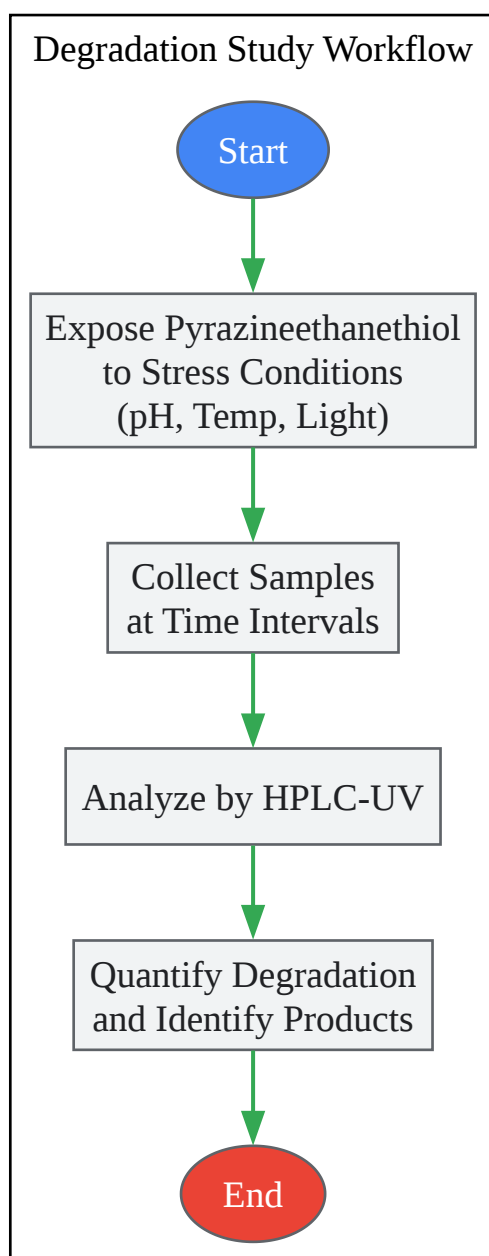 Degradation Study Workflow
Start
Expose Pyrazineethanethiol
to Stress Conditions
(pH, Temp, Light)
Collect Samples
at Time Intervals
Analyze by HPLC-UV
Quantify Degradation
and Identify Products
End